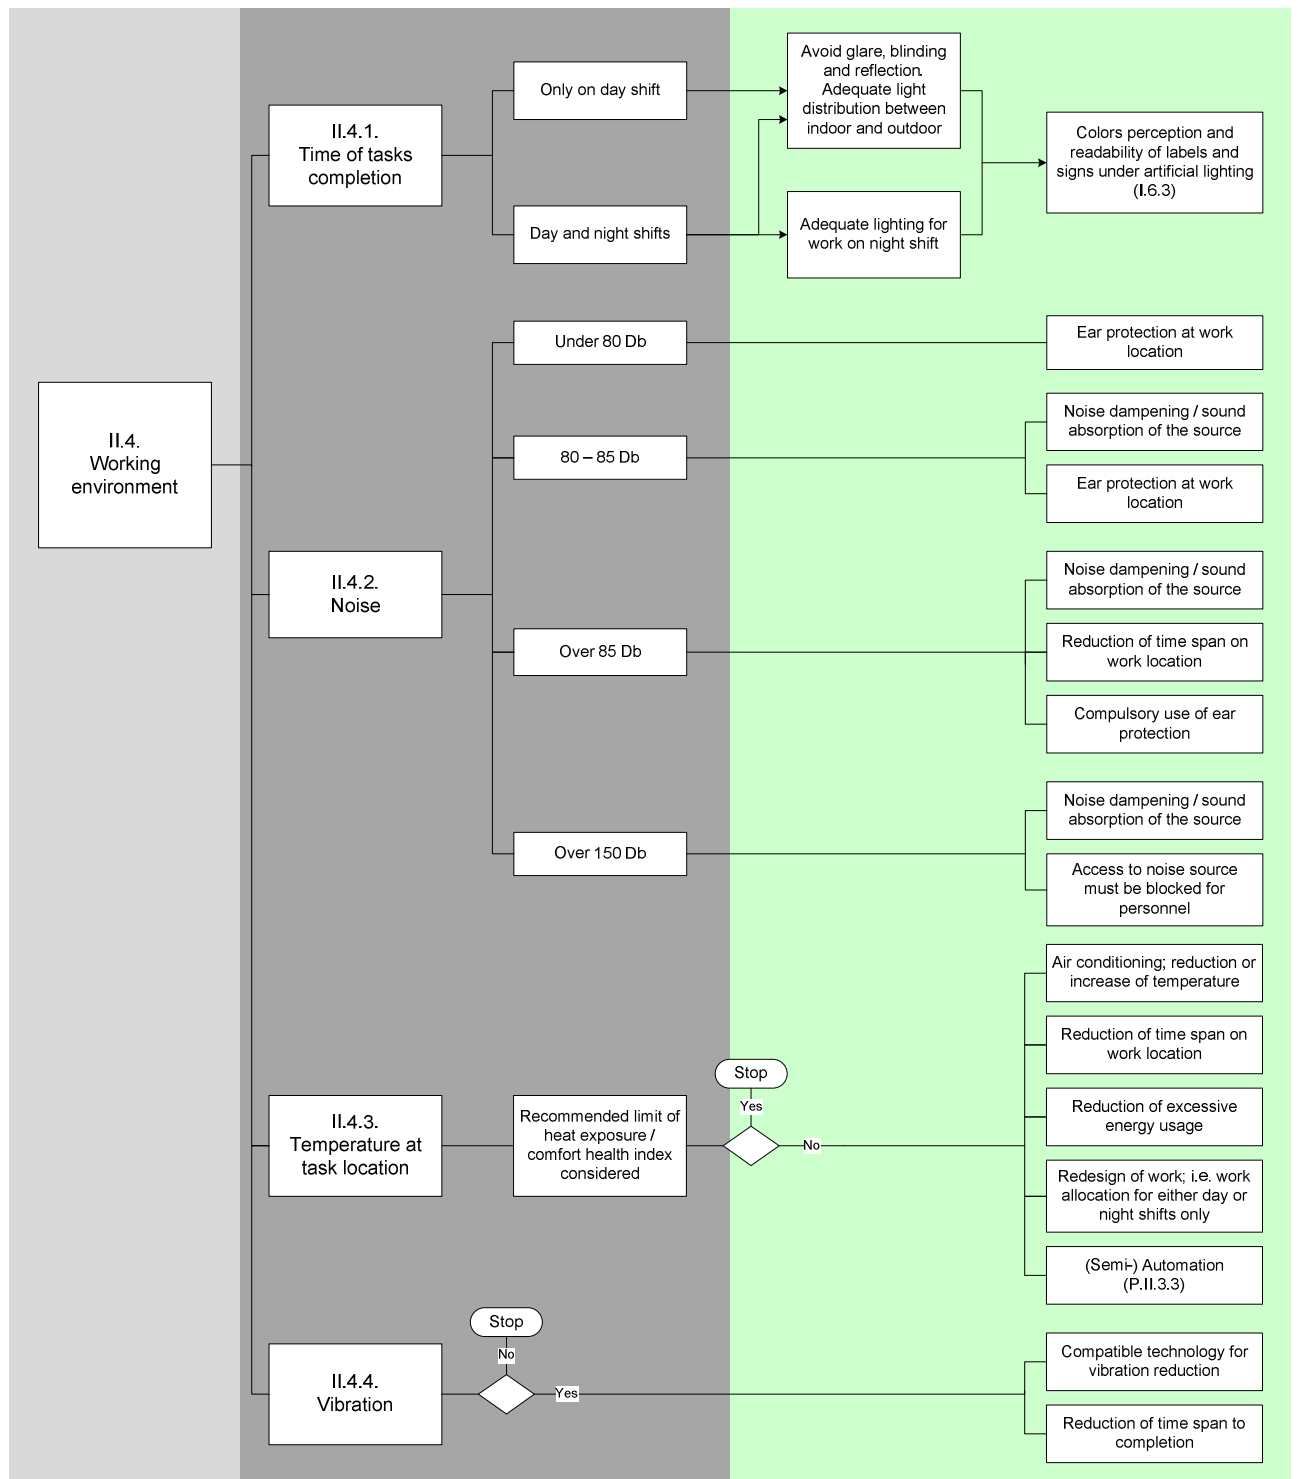 II.4.
Working
environment
II.4.1.
Time of tasks
completion
Only on day shift
Day and night shifts
Avoid glare, blinding
and reflection.
Adequate light
distribution between
indoor and outdoor
Adequate lighting for
work on night shift
Colors perception and
readability of labels and
signs under artificial lighting
(I.6.3)
II.4.2.
Noise
Under 80 Db
Ear protection at work
location
80 – 85 Db
Noise dampening / sound
absorption of the source
Ear protection at work
location
Over 85 Db
Noise dampening / sound
absorption of the source
Reduction of time span on
work location
Compulsory use of ear
protection
Over 150 Db
Noise dampening / sound
absorption of the source
Access to noise source
must be blocked for
personnel
II.4.3.
Temperature at
task location
Recommended limit of
heat exposure /
comfort health index
considered
Stop
Yes
No
Air conditioning; reduction or
increase of temperature
Reduction of time span on
work location
Reduction of excessive
energy usage
Redesign of work; i.e. work
allocation for either day or
night shifts only
(Semi-) Automation
(P.II.3.3)
II.4.4.
Vibration
Stop
No
Yes
Compatible technology for
vibration reduction
Reduction of time span to
completion